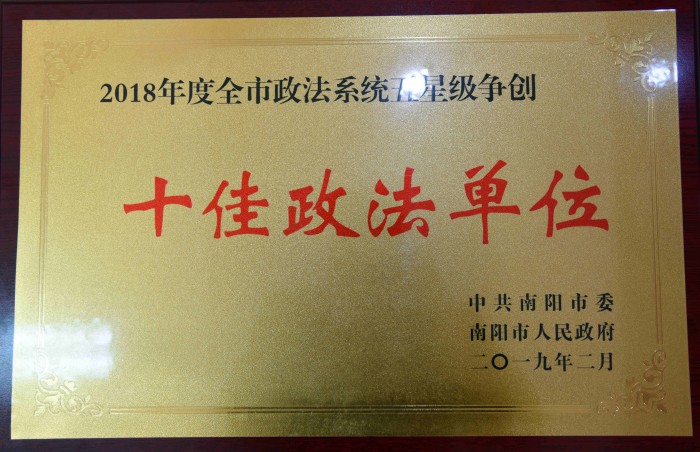 2018年度全市政法系统五星级争创
十佳政法单位
中共南阳市委
南阳市人民政府
二〇一九年二月